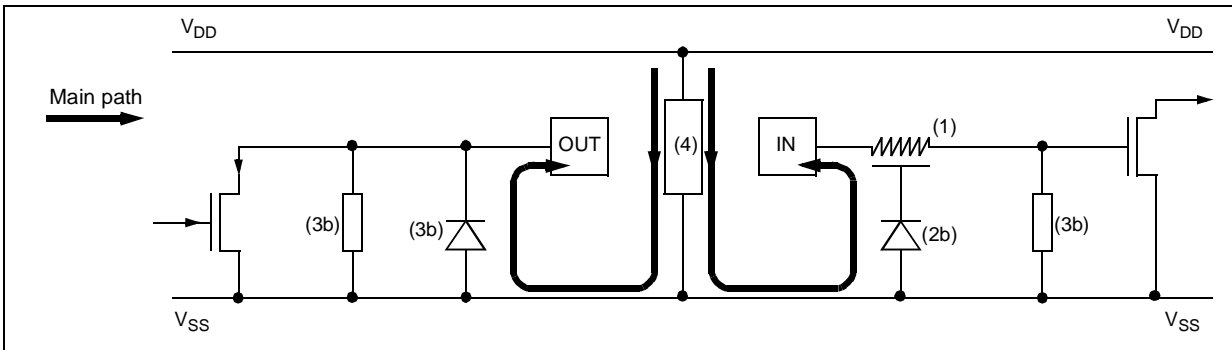 V_DD V_DD
Main path
OUT (4) IN (1)
(3b) (3b) (2b) (3b)
V_SS V_SS